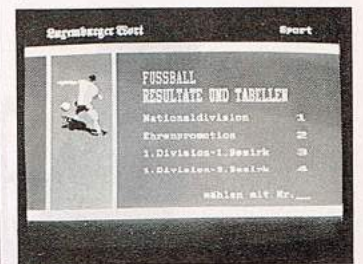 Luxemburger Wort
Sport
FUSSBALL
RESULTATE UND TABELLEN
Nationaldivision 1
Ehrenpromotion 2
1.Division-1.Bezirk 3
1.Division-2.Bezirk 4
wählen mit Nr.__